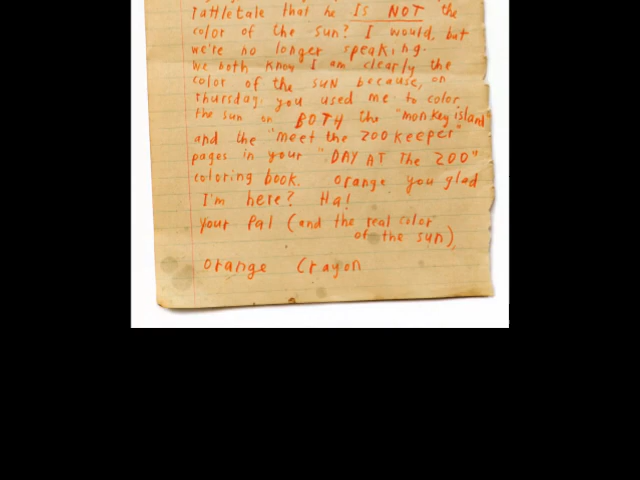 tattletale that he IS NOT the
color of the sun? I would, but
we're no longer speaking.
we both know I am clearly the
color of the sun because, on
Thursday, you used me to color
the sun on BOTH the "monkey island"
and the "meet the zookeeper"
pages in your "DAY AT The ZOO"
coloring book. orange you glad
I'm here? Ha!
Your Pal (and the real color
of the sun),
orange Crayon